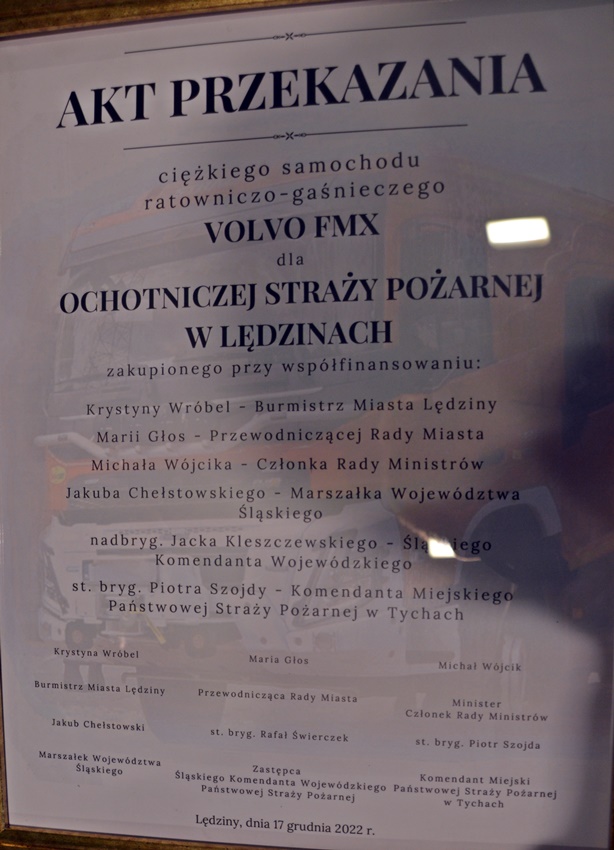 AKT PRZEKAZANIA
ciężkiego samochodu
ratowniczo-gaśnieczego
VOLVO FMX
dla
OCHOTNICZEJ STRAŻY POŻARNEJ
W LĘDZINACH
zakupionego przy współfinansowaniu:
Krystyny Wróbel - Burmistrz Miasta Lędziny
Marii Głos - Przewodniczącej Rady Miasta
Michała Wójcika - Członka Rady Ministrów
Jakuba Chełstowskiego - Marszałka Województwa
Śląskiego
nadbryg. Jacka Kleszczewskiego - Śląskiego
Komendanta Wojewódzkiego
st. bryg. Piotra Szojdy - Komendanta Miejskiego
Państwowej Straży Pożarnej w Tychach
Krystyna Wróbel Maria Głos Michał Wójcik
Burmistrz Miasta Lędziny Przewodnicząca Rady Miasta Minister
Członek Rady Ministrów
Jakub Chełstowski st. bryg. Rafał Świerczek st. bryg. Piotr Szojda
Marszałek Województwa Zastępca Komendant Miejski
Śląskiego Śląskiego Komendanta Wojewódzkiego Państwowej Straży Pożarnej
Państwowej Straży Pożarnej w Tychach
Lędziny, dnia 17 grudnia 2022 r.